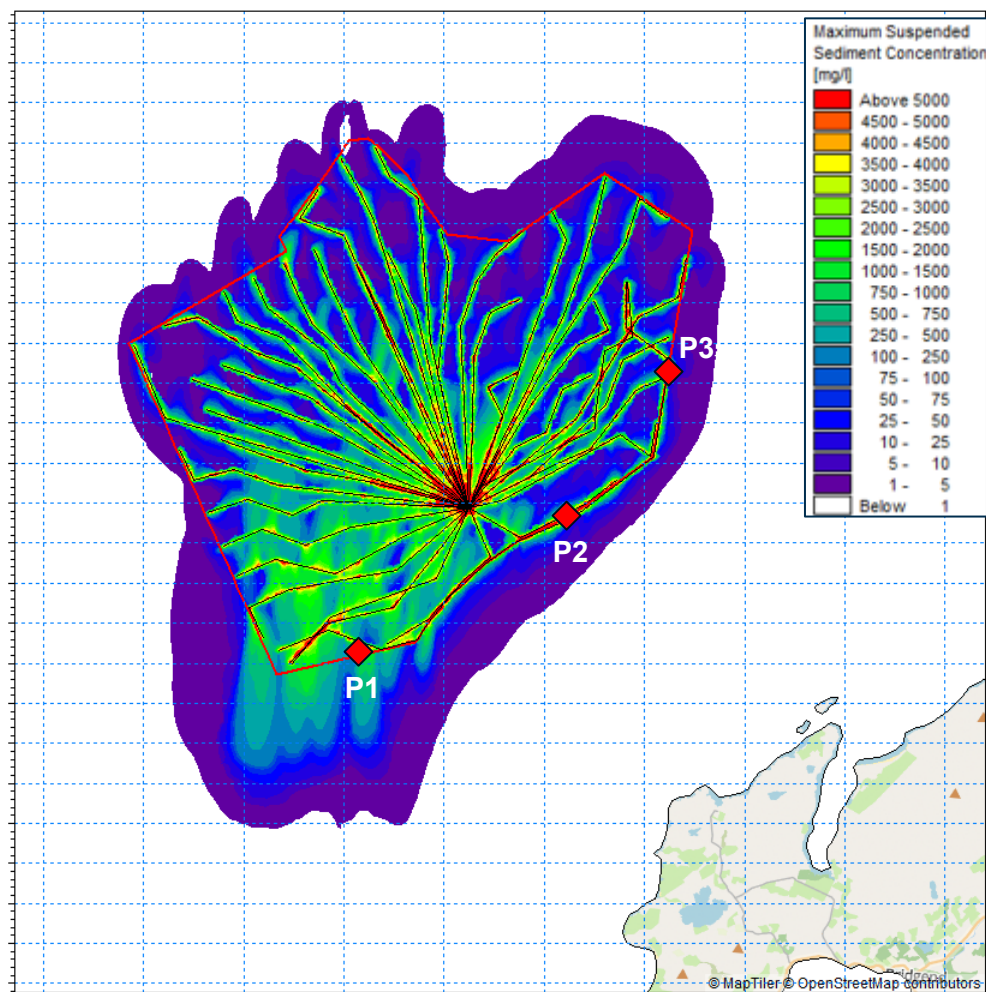 Maximum Suspended
Sediment Concentration
[mg/l]
Above 5000
4500 - 5000
4000 - 4500
3500 - 4000
3000 - 3500
2500 - 3000
2000 - 2500
1500 - 2000
1000 - 1500
750 - 1000
500 - 750
250 - 500
100 - 250
75 - 100
50 - 75
25 - 50
10 - 25
5 - 10
1 - 5
Below 1
P3
P2
P1
© MapTiler © OpenStreetMap contributors